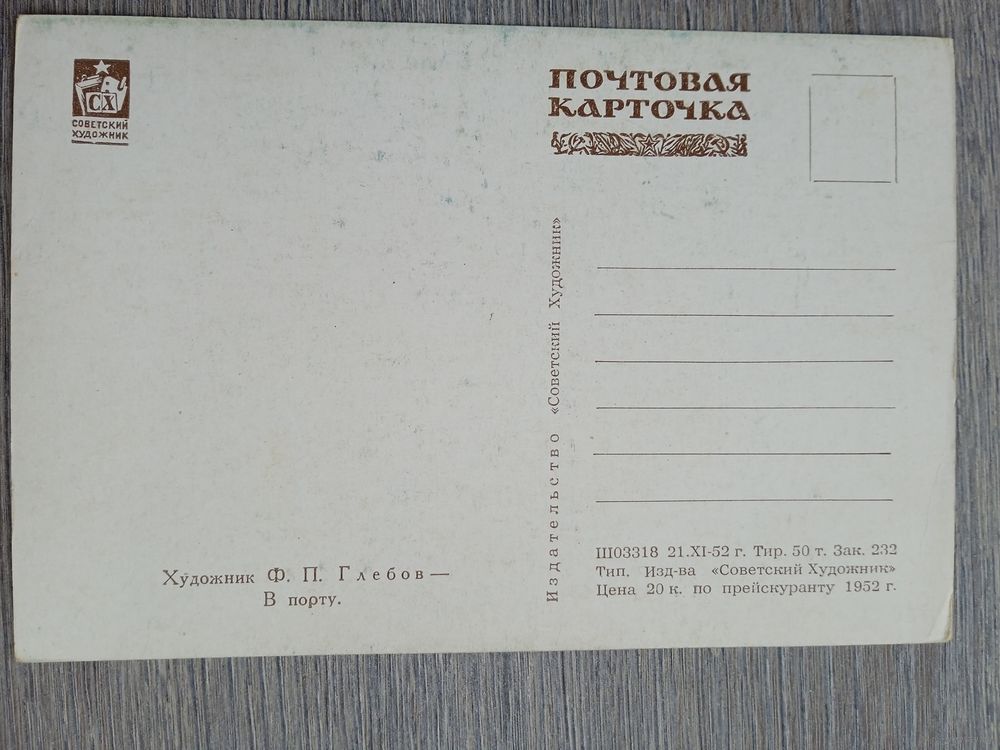 СХ
СОВЕТСКИЙ
ХУДОЖНИК
ПОЧТОВАЯ
КАРТОЧКА
Издательство «Советский Художник»
Художник Ф. П. Глебов —
В порту.
Ш03318 21.XI-52 г. Тир. 50 т. Зак. 232
Тип. Изд-ва «Советский Художник»
Цена 20 к. по прейскуранту 1952 г.